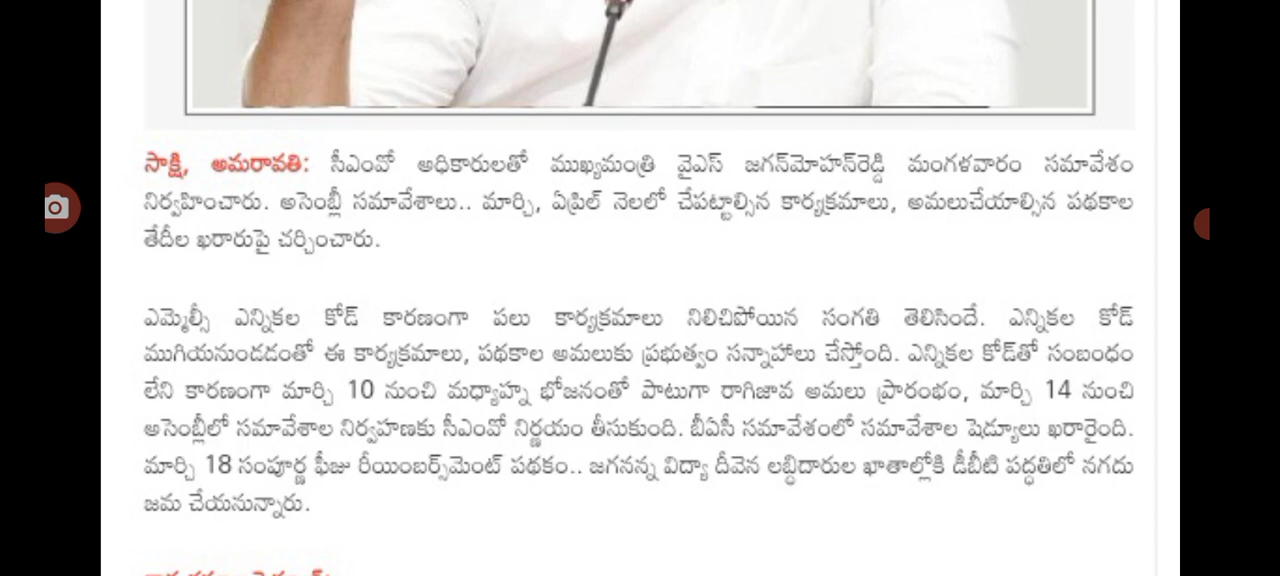 సాక్షి, అమరావతి: సీఎంవో అధికారులతో ముఖ్యమంత్రి వైఎస్ జగన్‌మోహన్‌రెడ్డి మంగళవారం సమావేశం
నిర్వహించారు. అసెంబ్లీ సమావేశాలు.. మార్చి, ఏప్రిల్ నెలలో చేపట్టాల్సిన కార్యక్రమాలు, అమలుచేయాల్సిన పథకాల
తేదీల ఖరారుపై చర్చించారు.
ఎమ్మెల్సీ ఎన్నికల కోడ్ కారణంగా పలు కార్యక్రమాలు నిలిచిపోయిన సంగతి తెలిసిందే. ఎన్నికల కోడ్
ముగియనుండడంతో ఈ కార్యక్రమాలు, పథకాల అమలుకు ప్రభుత్వం సన్నాహాలు చేస్తోంది. ఎన్నికల కోడ్‌తో సంబంధం
లేని కారణంగా మార్చి 10 నుంచి మధ్యాహ్న భోజనంతో పాటుగా రాగిజావ అమలు ప్రారంభం, మార్చి 14 నుంచి
అసెంబ్లీలో సమావేశాల నిర్వహణకు సీఎంవో నిర్ణయం తీసుకుంది. బీఏసీ సమావేశంలో సమావేశాల షెడ్యూలు ఖరారైంది.
మార్చి 18 సంపూర్ణ ఫీజు రీయింబర్స్‌మెంట్ పథకం.. జగనన్న విద్యా దీవెన లబ్ధిదారుల ఖాతాల్లోకి డీబీటి పద్ధతిలో నగదు
జమ చేయనున్నారు.